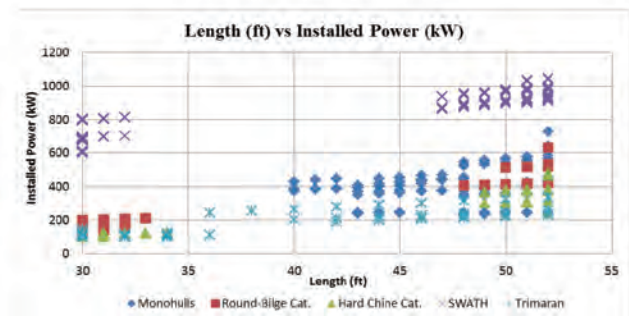 Length (ft) vs Installed Power (kW)
1200
1000
800
600
400
200
0
Installed Power (kW)
30
35
40
45
50
55
Length (ft)
Monohulls
Round-Bilge Cat.
Hard Chine Cat.
SWATH
Trimaran